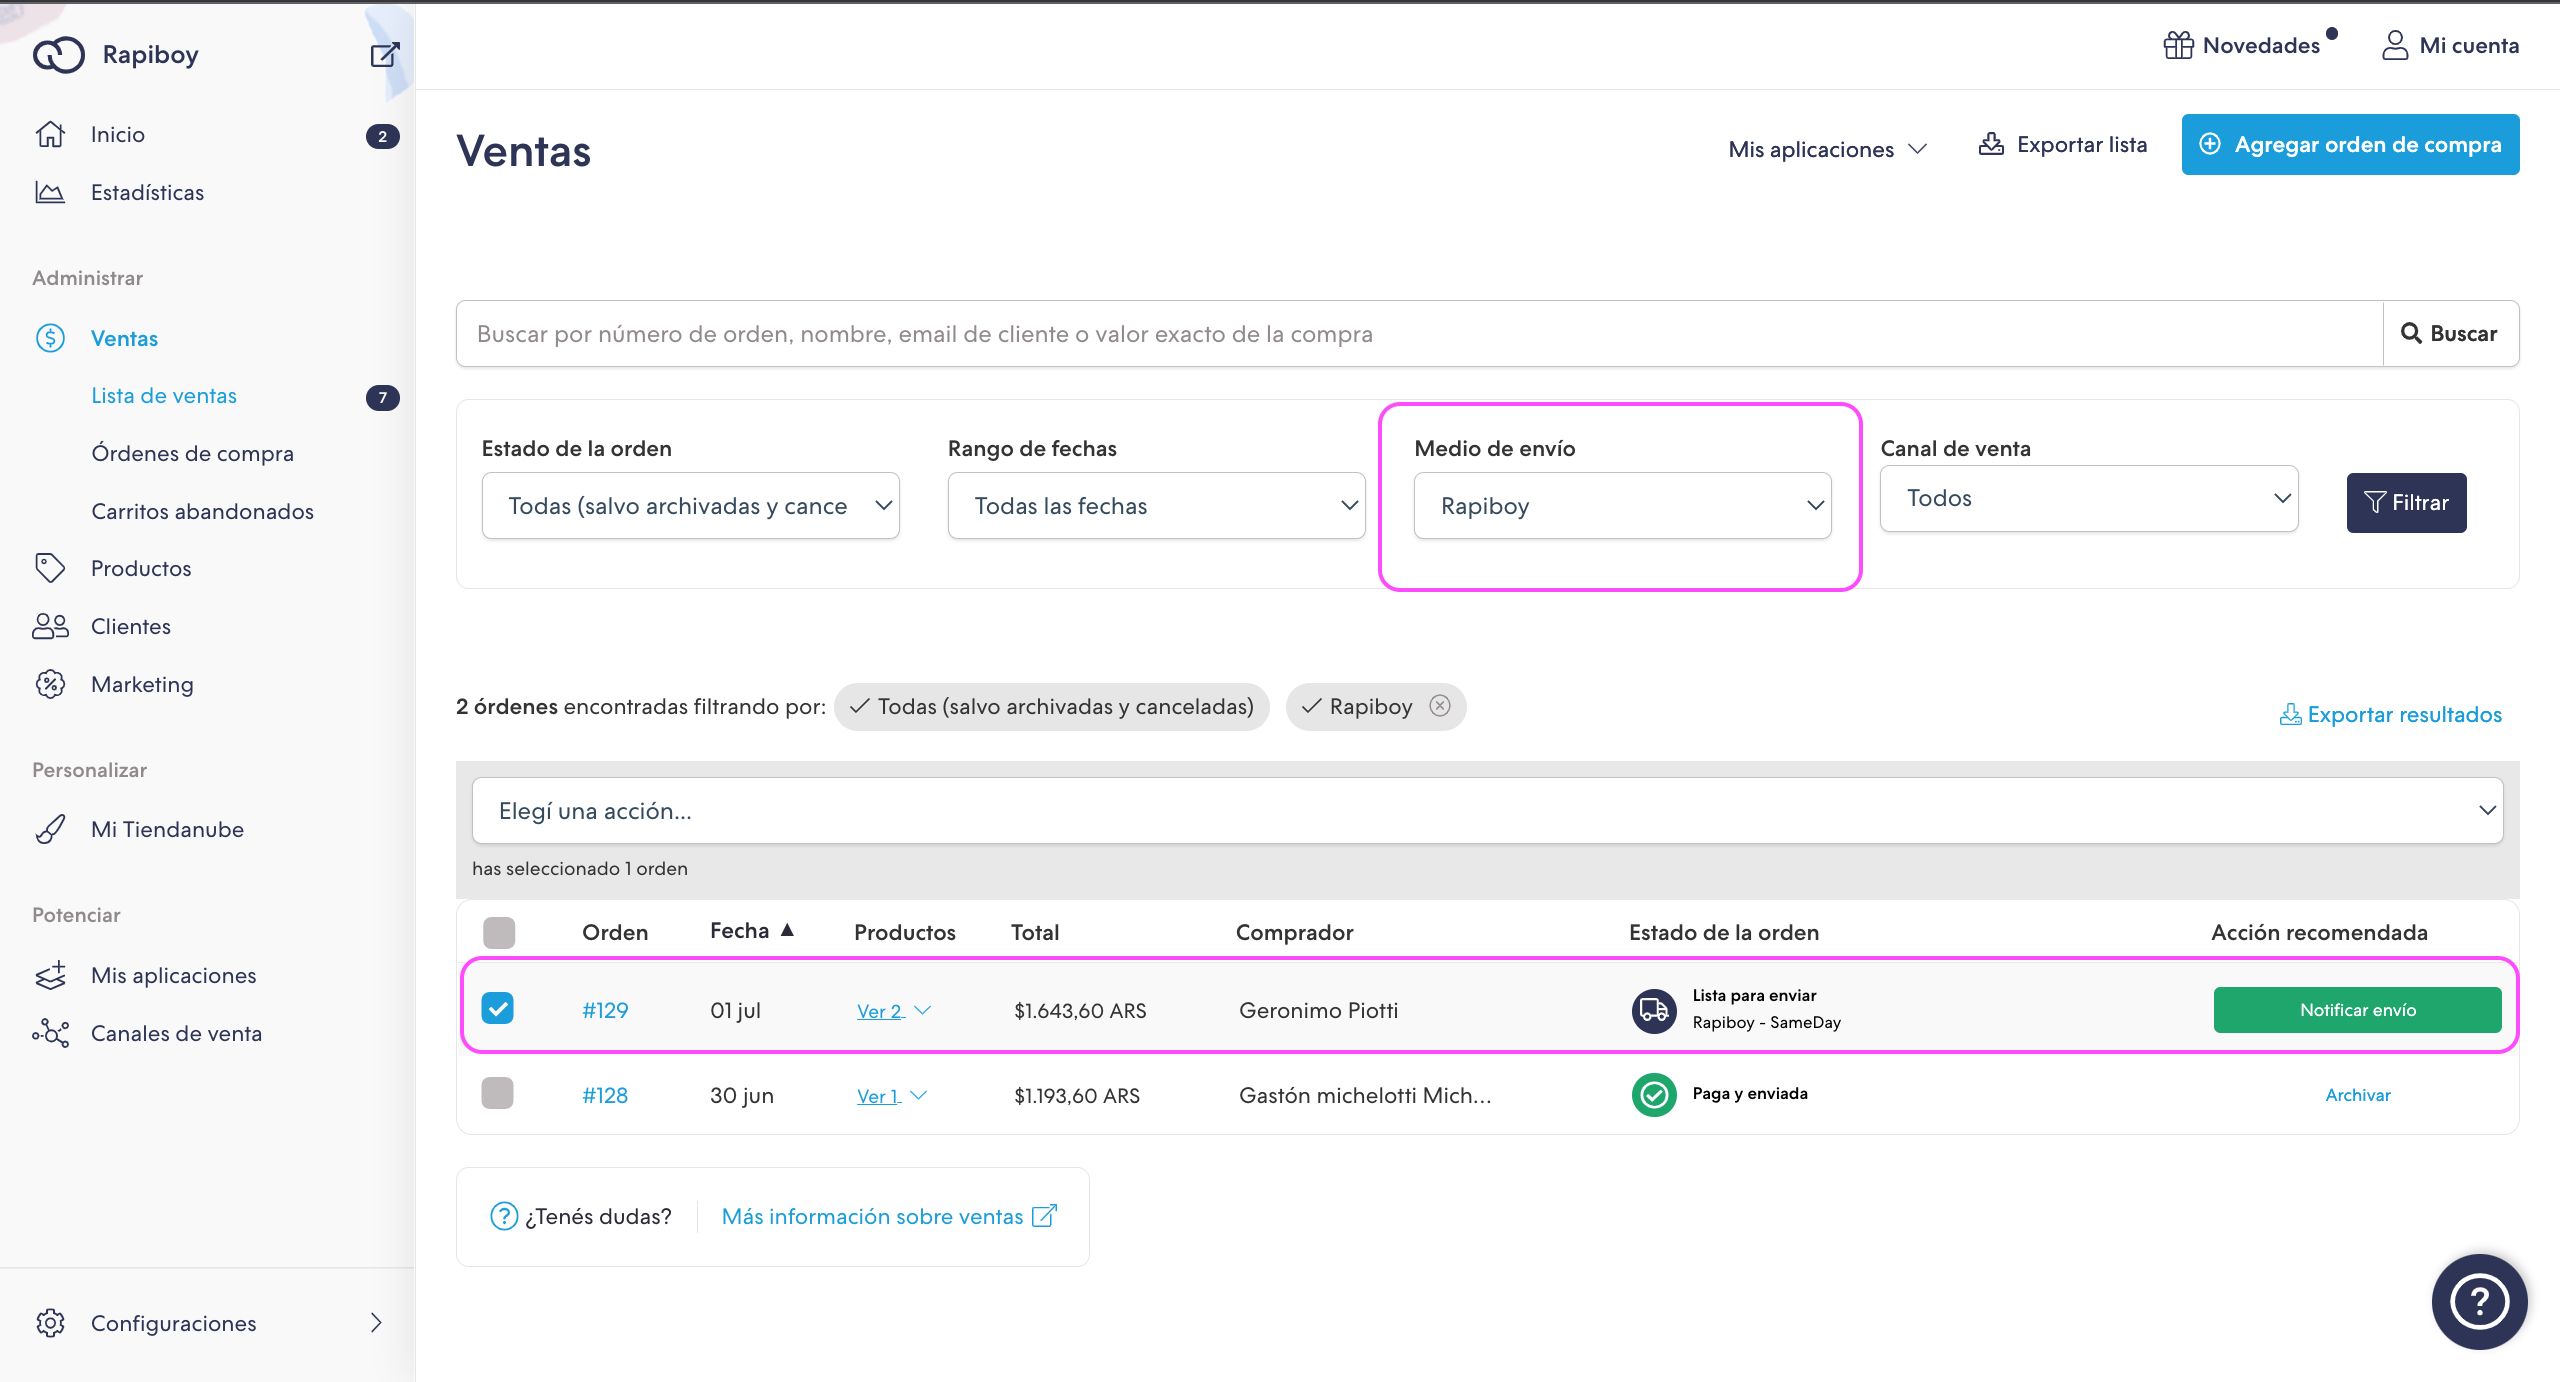 Rapiboy
Inicio
2
Estadísticas
Administrar
Ventas
Lista de ventas
7
Órdenes de compra
Carritos abandonados
Productos
Clientes
Marketing
Personalizar
Mi Tiendanube
Potenciar
Mis aplicaciones
Canales de venta
Configuraciones
Novedades
Mi cuenta
Ventas
Mis aplicaciones
Exportar lista
Agregar orden de compra
Buscar por número de orden, nombre, email de cliente o valor exacto de la compra
Buscar
Estado de la orden
Todas (salvo archivadas y cance
Rango de fechas
Todas las fechas
Medio de envío
Rapiboy
Canal de venta
Todos
Filtrar
2 órdenes encontradas filtrando por: Todas (salvo archivadas y canceladas) Rapiboy
Exportar resultados
Elegí una acción...
has seleccionado 1 orden
Orden Fecha ▲ Productos Total Comprador Estado de la orden Acción recomendada
#129 01 jul Ver 2 $1.643,60 ARS Geronimo Piotti Lista para enviar Notificar envío
Rapiboy - SameDay
#128 30 jun Ver 1 $1.193,60 ARS Gastón michelotti Mich... Paga y enviada Archivar
¿Tenés dudas? Más información sobre ventas